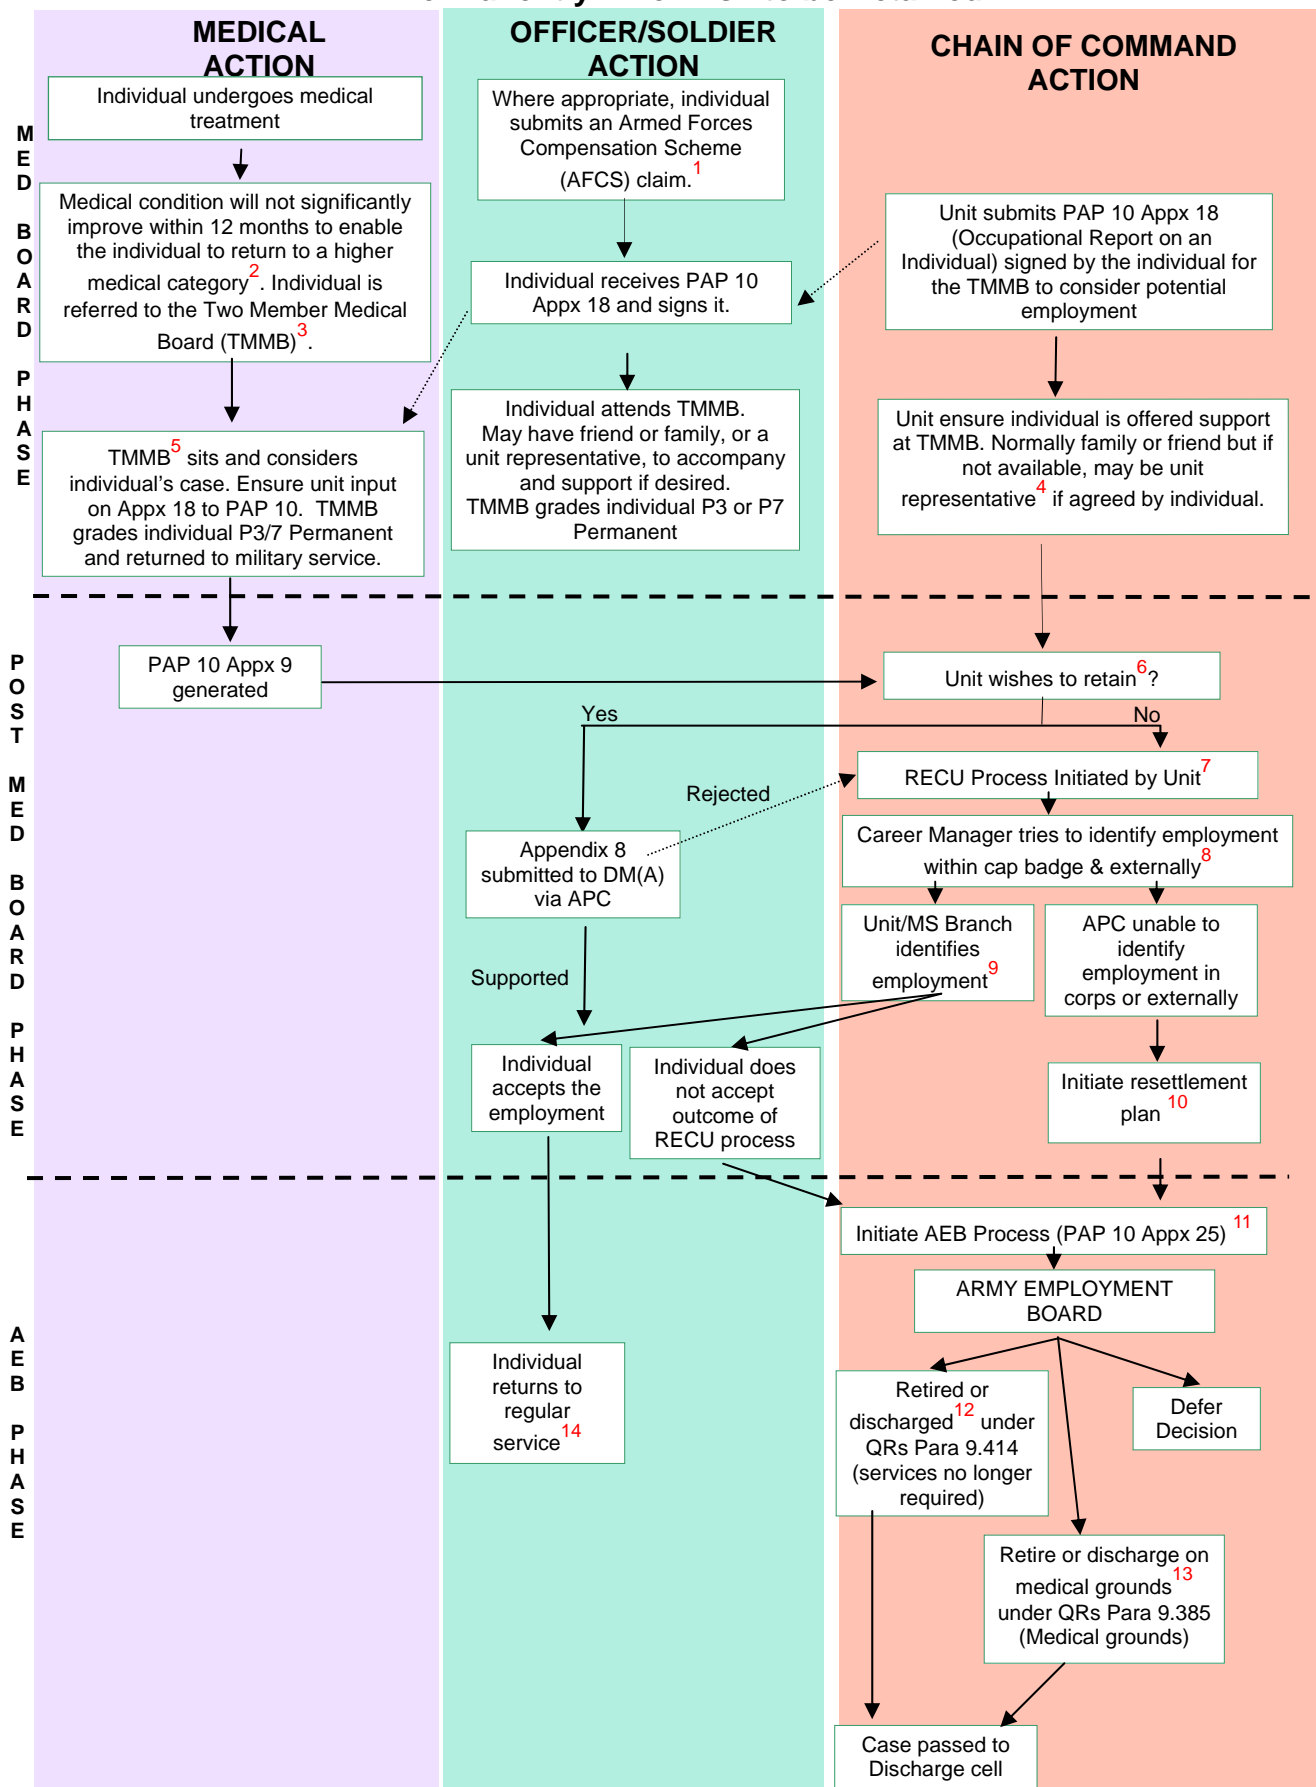 MEDICAL
ACTION
Individual undergoes medical
treatment
Medical condition will not significantly
improve within 12 months to enable
the individual to return to a higher
medical category2. Individual is
referred to the Two Member Medical
Board (TMMB)3.
TMMB5 sits and considers
individual's case. Ensure unit input
on Appx 18 to PAP 10. TMMB
grades individual P3/7 Permanent
and returned to military service.
OFFICER/SOLDIER
ACTION
Where appropriate, individual
submits an Armed Forces
Compensation Scheme
(AFCS) claim.1
Individual receives PAP 10
Appx 18 and signs it.
Individual attends TMMB.
May have friend or family, or a
unit representative, to accompany
and support if desired.
TMMB grades individual P3 or P7
Permanent
CHAIN OF COMMAND
ACTION
Unit submits PAP 10 Appx 18
(Occupational Report on an
Individual) signed by the individual for
the TMMB to consider potential
employment
Unit ensure individual is offered support
at TMMB. Normally family or friend but if
not available, may be unit
representative4 if agreed by individual.
MED BOARD PHASE
POST MED BOARD PHASE
PAP 10 Appx 9
generated
Unit wishes to retain6?
Yes
No
RECU Process Initiated by Unit7
Rejected
Career Manager tries to identify employment
within cap badge & externally8
Appendix 8
submitted to DM(A)
via APC
Supported
Unit/MS Branch
identifies
employment9
APC unable to
identify
employment in
corps or externally
Individual
accepts the
employment
Individual does
not accept
outcome of
RECU process
Initiate resettlement
plan 10
AEB PHASE
Initiate AEB Process (PAP 10 Appx 25) 11
ARMY EMPLOYMENT
BOARD
Individual
returns to
regular
service14
Retired or
discharged12 under
QRs Para 9.414
(services no longer
required)
Defer
Decision
Retire or discharge on
medical grounds13
under QRs Para 9.385
(Medical grounds)
Case passed to
Discharge cell